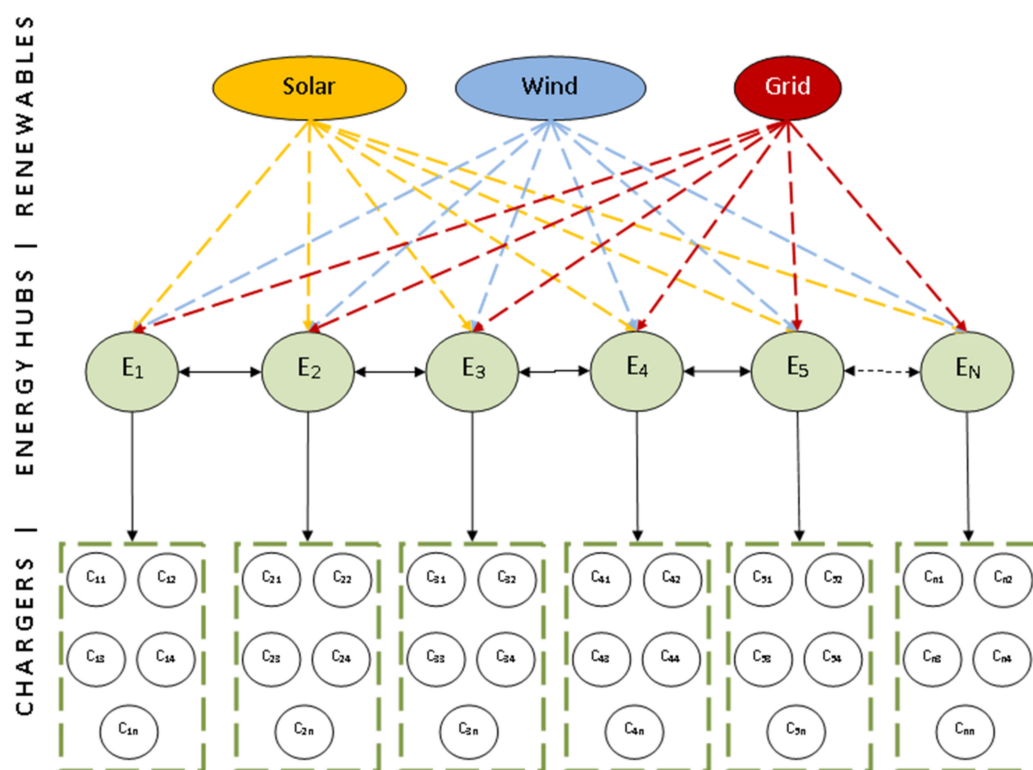 CHARGERS | ENERGY HUBS | RENEWABLES
Solar Wind Grid
E1 E2 E3 E4 E5 EN
C11 C12 C21 C22 C31 C32 C41 C42 C51 C52 Cn1 Cn2
C13 C14 C23 C24 C33 C34 C43 C44 C53 C54 Cn3 Cn4
C1n C2n C3n C4n C5n Cnn